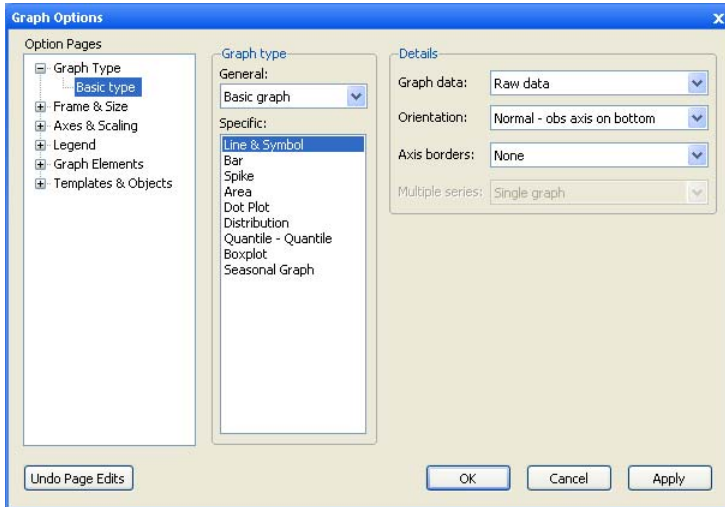 Graph Options
Option Pages
Graph Type
Basic type
Frame & Size
Axes & Scaling
Legend
Graph Elements
Templates & Objects
Graph type
General:
Basic graph
Specific:
Line & Symbol
Bar
Spike
Area
Dot Plot
Distribution
Quantile - Quantile
Boxplot
Seasonal Graph
Details
Graph data: Raw data
Orientation: Normal - obs axis on bottom
Axis borders: None
Multiple series: Single graph
Undo Page Edits
OK
Cancel
Apply